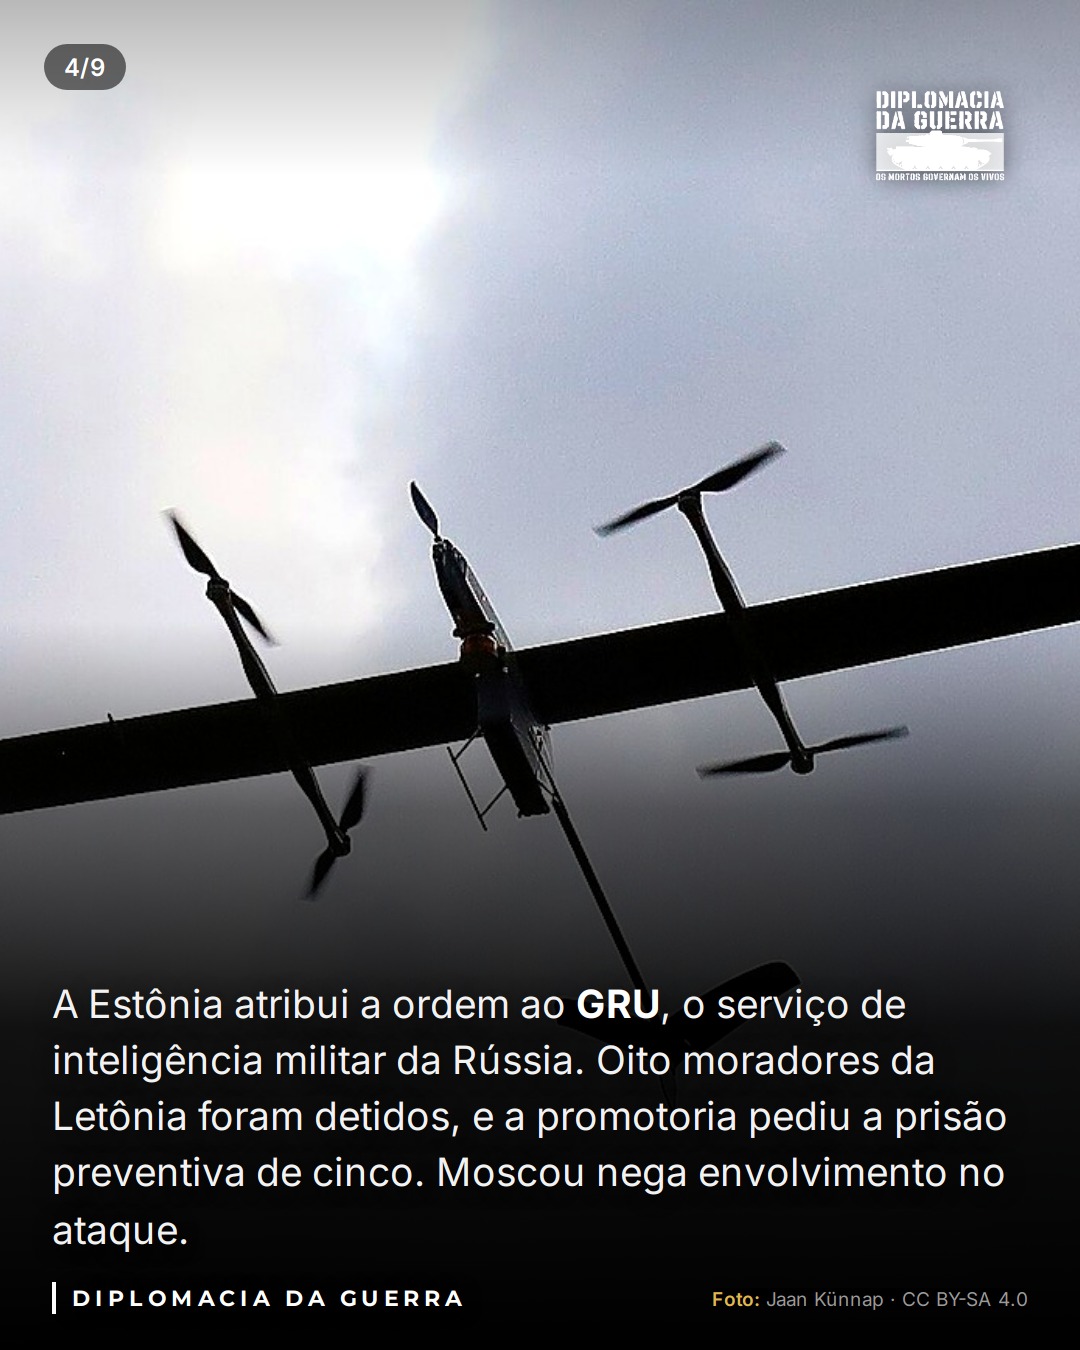 4/9
DIPLOMACIA
DA GUERRA
OS MORTOS GOVERNAM OS VIVOS
A Estônia atribui a ordem ao GRU, o serviço de
inteligência militar da Rússia. Oito moradores da
Letônia foram detidos, e a promotoria pediu a prisão
preventiva de cinco. Moscou nega envolvimento no
ataque.
DIPLOMACIA DA GUERRA
Foto: Jaan Künnap · CC BY-SA 4.0